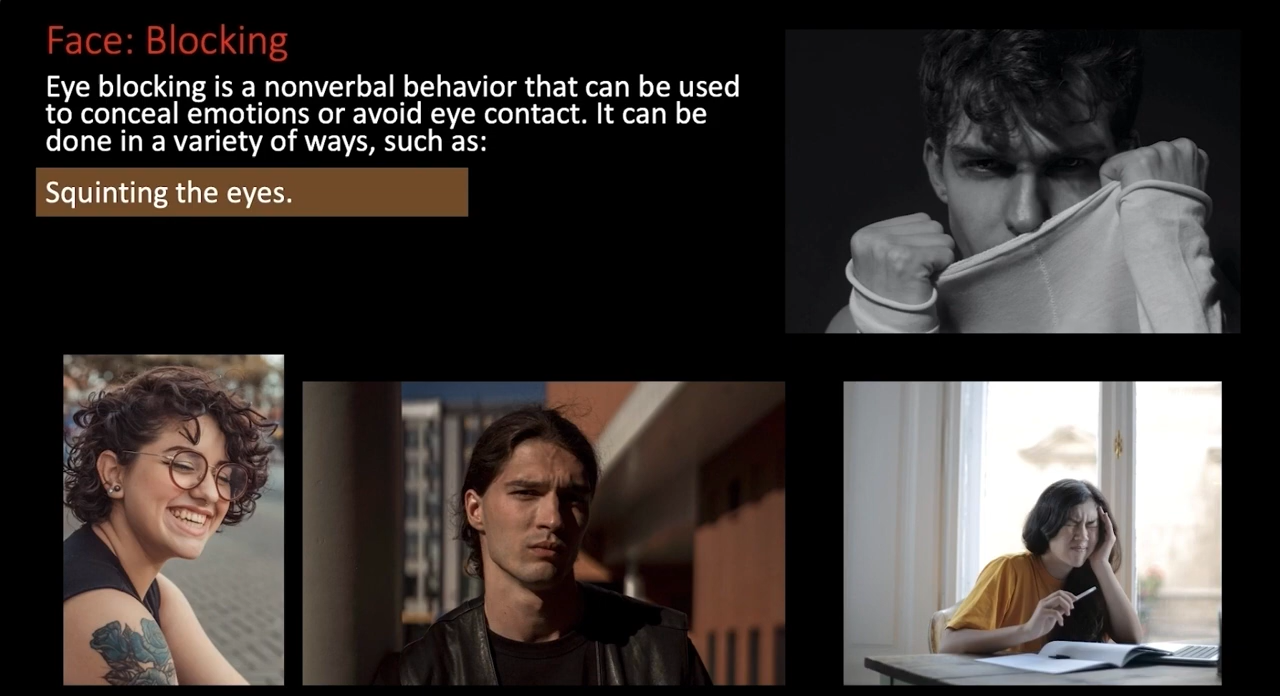 Face: Blocking
Eye blocking is a nonverbal behavior that can be used
to conceal emotions or avoid eye contact. It can be
done in a variety of ways, such as:
Squinting the eyes.